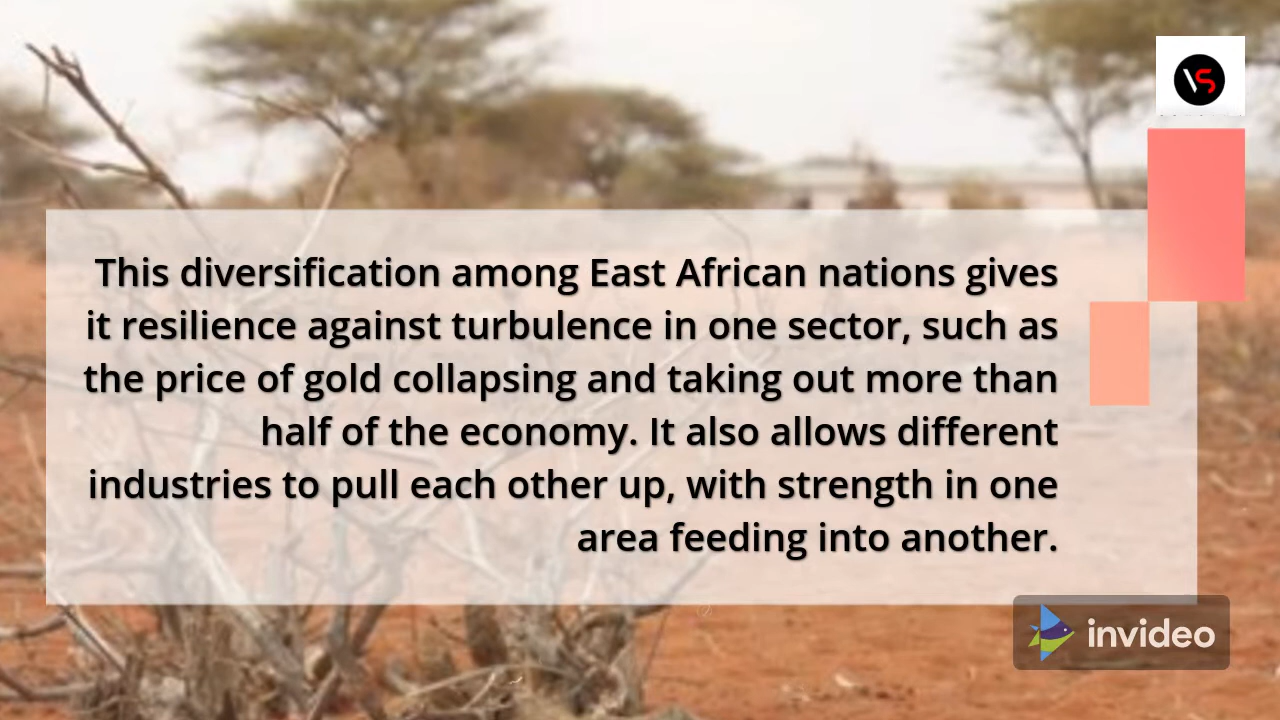 VS
This diversification among East African nations gives
it resilience against turbulence in one sector, such as
the price of gold collapsing and taking out more than
half of the economy. It also allows different
industries to pull each other up, with strength in one
area feeding into another.
invideo